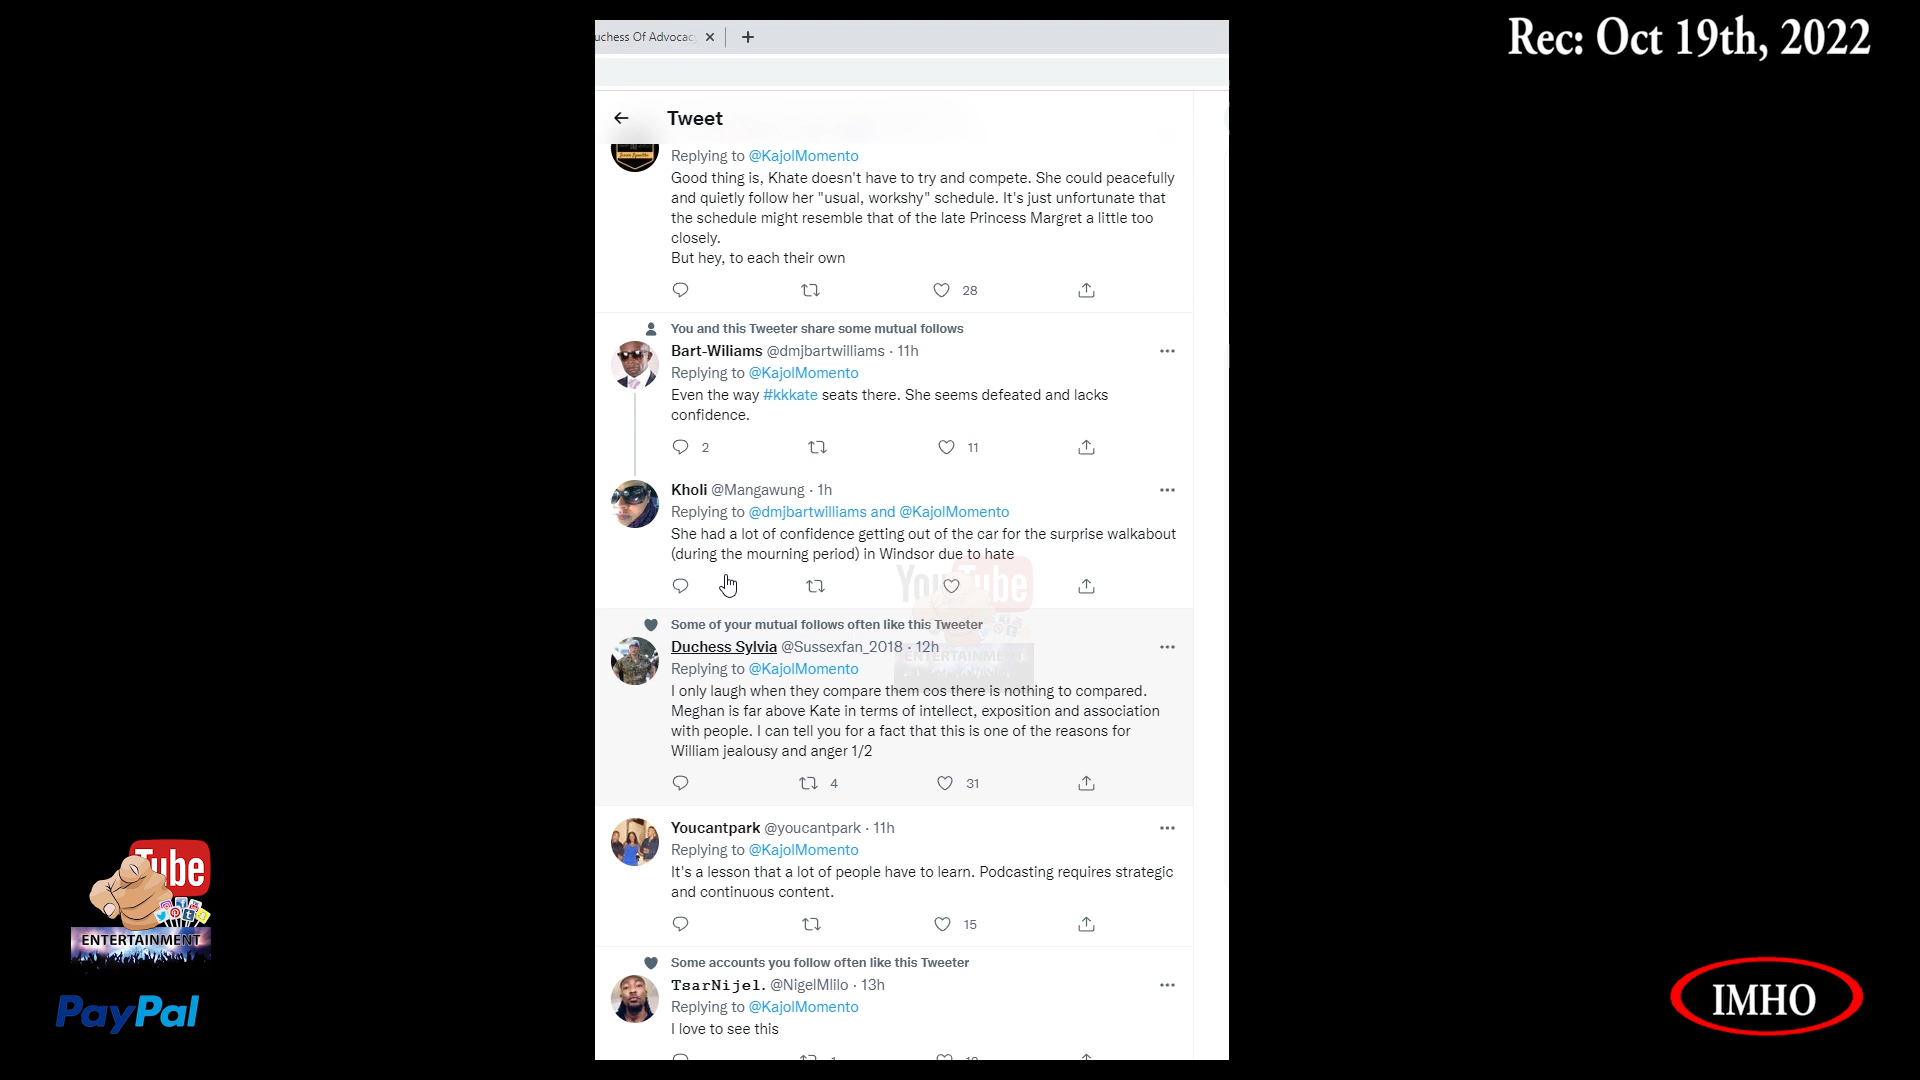 uchess Of Advocac
Rec: Oct 19th, 2022
Tweet
Replying to @KajolMomento
Good thing is, Khate doesn't have to try and compete. She could peacefully
and quietly follow her "usual, workshy" schedule. It's just unfortunate that
the schedule might resemble that of the late Princess Margret a little too
closely.
But hey, to each their own
28
You and this Tweeter share some mutual follows
Bart-Wiliams @dmjbartwilliams · 11h
Replying to @KajolMomento
Even the way #kkkate seats there. She seems defeated and lacks
confidence.
2 11
Kholi @Mangawung · 1h
Replying to @dmjbartwilliams and @KajolMomento
She had a lot of confidence getting out of the car for the surprise walkabout
(during the mourning period) in Windsor due to hate
YouTube
Some of your mutual follows often like this Tweeter
Duchess Sylvia @Sussexfan_2018 · 12h
ENTERTAINMENT
Replying to @KajolMomento
I only laugh when they compare them cos there is nothing to compared.
Meghan is far above Kate in terms of intellect, exposition and association
with people. I can tell you for a fact that this is one of the reasons for
William jealousy and anger 1/2
4 31
Youcantpark @youcantpark · 11h
Replying to @KajolMomento
It's a lesson that a lot of people have to learn. Podcasting requires strategic
and continuous content.
15
Some accounts you follow often like this Tweeter
TsarNijel. @NigelMlilo · 13h
Replying to @KajolMomento
I love to see this
Tube
ENTERTAINMENT
PayPal
IMHO